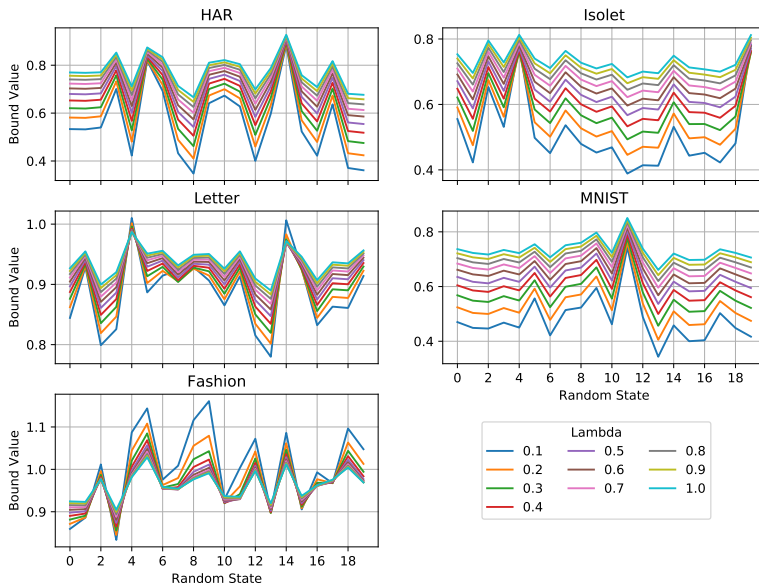 HAR
Bound Value
0.8
0.6
0.4
Isolet
0.8
0.6
0.4
Letter
Bound Value
1.0
0.9
0.8
MNIST
0.8
0.6
0.4
0 2 4 6 8 10 12 14 16 18
Random State
Fashion
Bound Value
1.1
1.0
0.9
0 2 4 6 8 10 12 14 16 18
Random State
Lambda
0.1 0.5 0.8
0.2 0.6 0.9
0.3 0.7 1.0
0.4